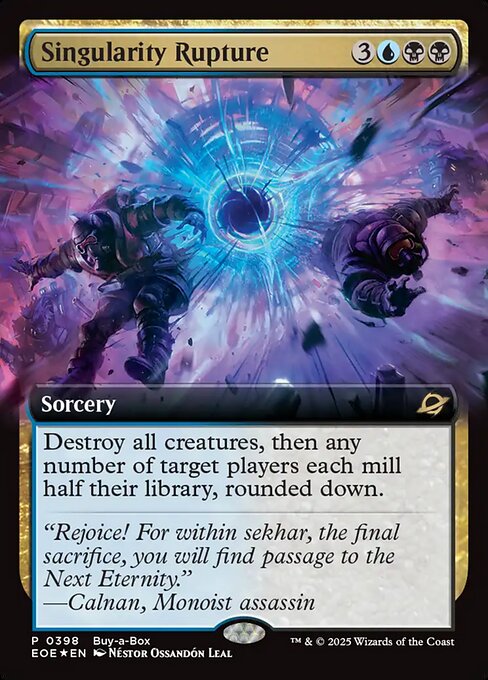 Singularity Rupture 3
Sorcery
Destroy all creatures, then any
number of target players each mill
half their library, rounded down.
“Rejoice! For within sekhar, the final
sacrifice, you will find passage to the
Next Eternity.”
—Calnan, Monoist assassin
P 0398 Buy-a-Box ™ & © 2025 Wizards of the Coast
EOE★EN Néstor Ossandón Leal